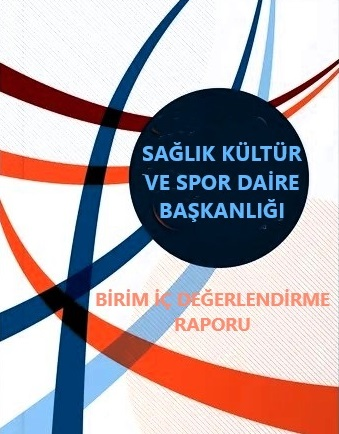 SAĞLIK KÜLTÜR
VE SPOR DAİRE
BAŞKANLIĞI
BİRİM İÇ DEĞERLENDİRME
RAPORU